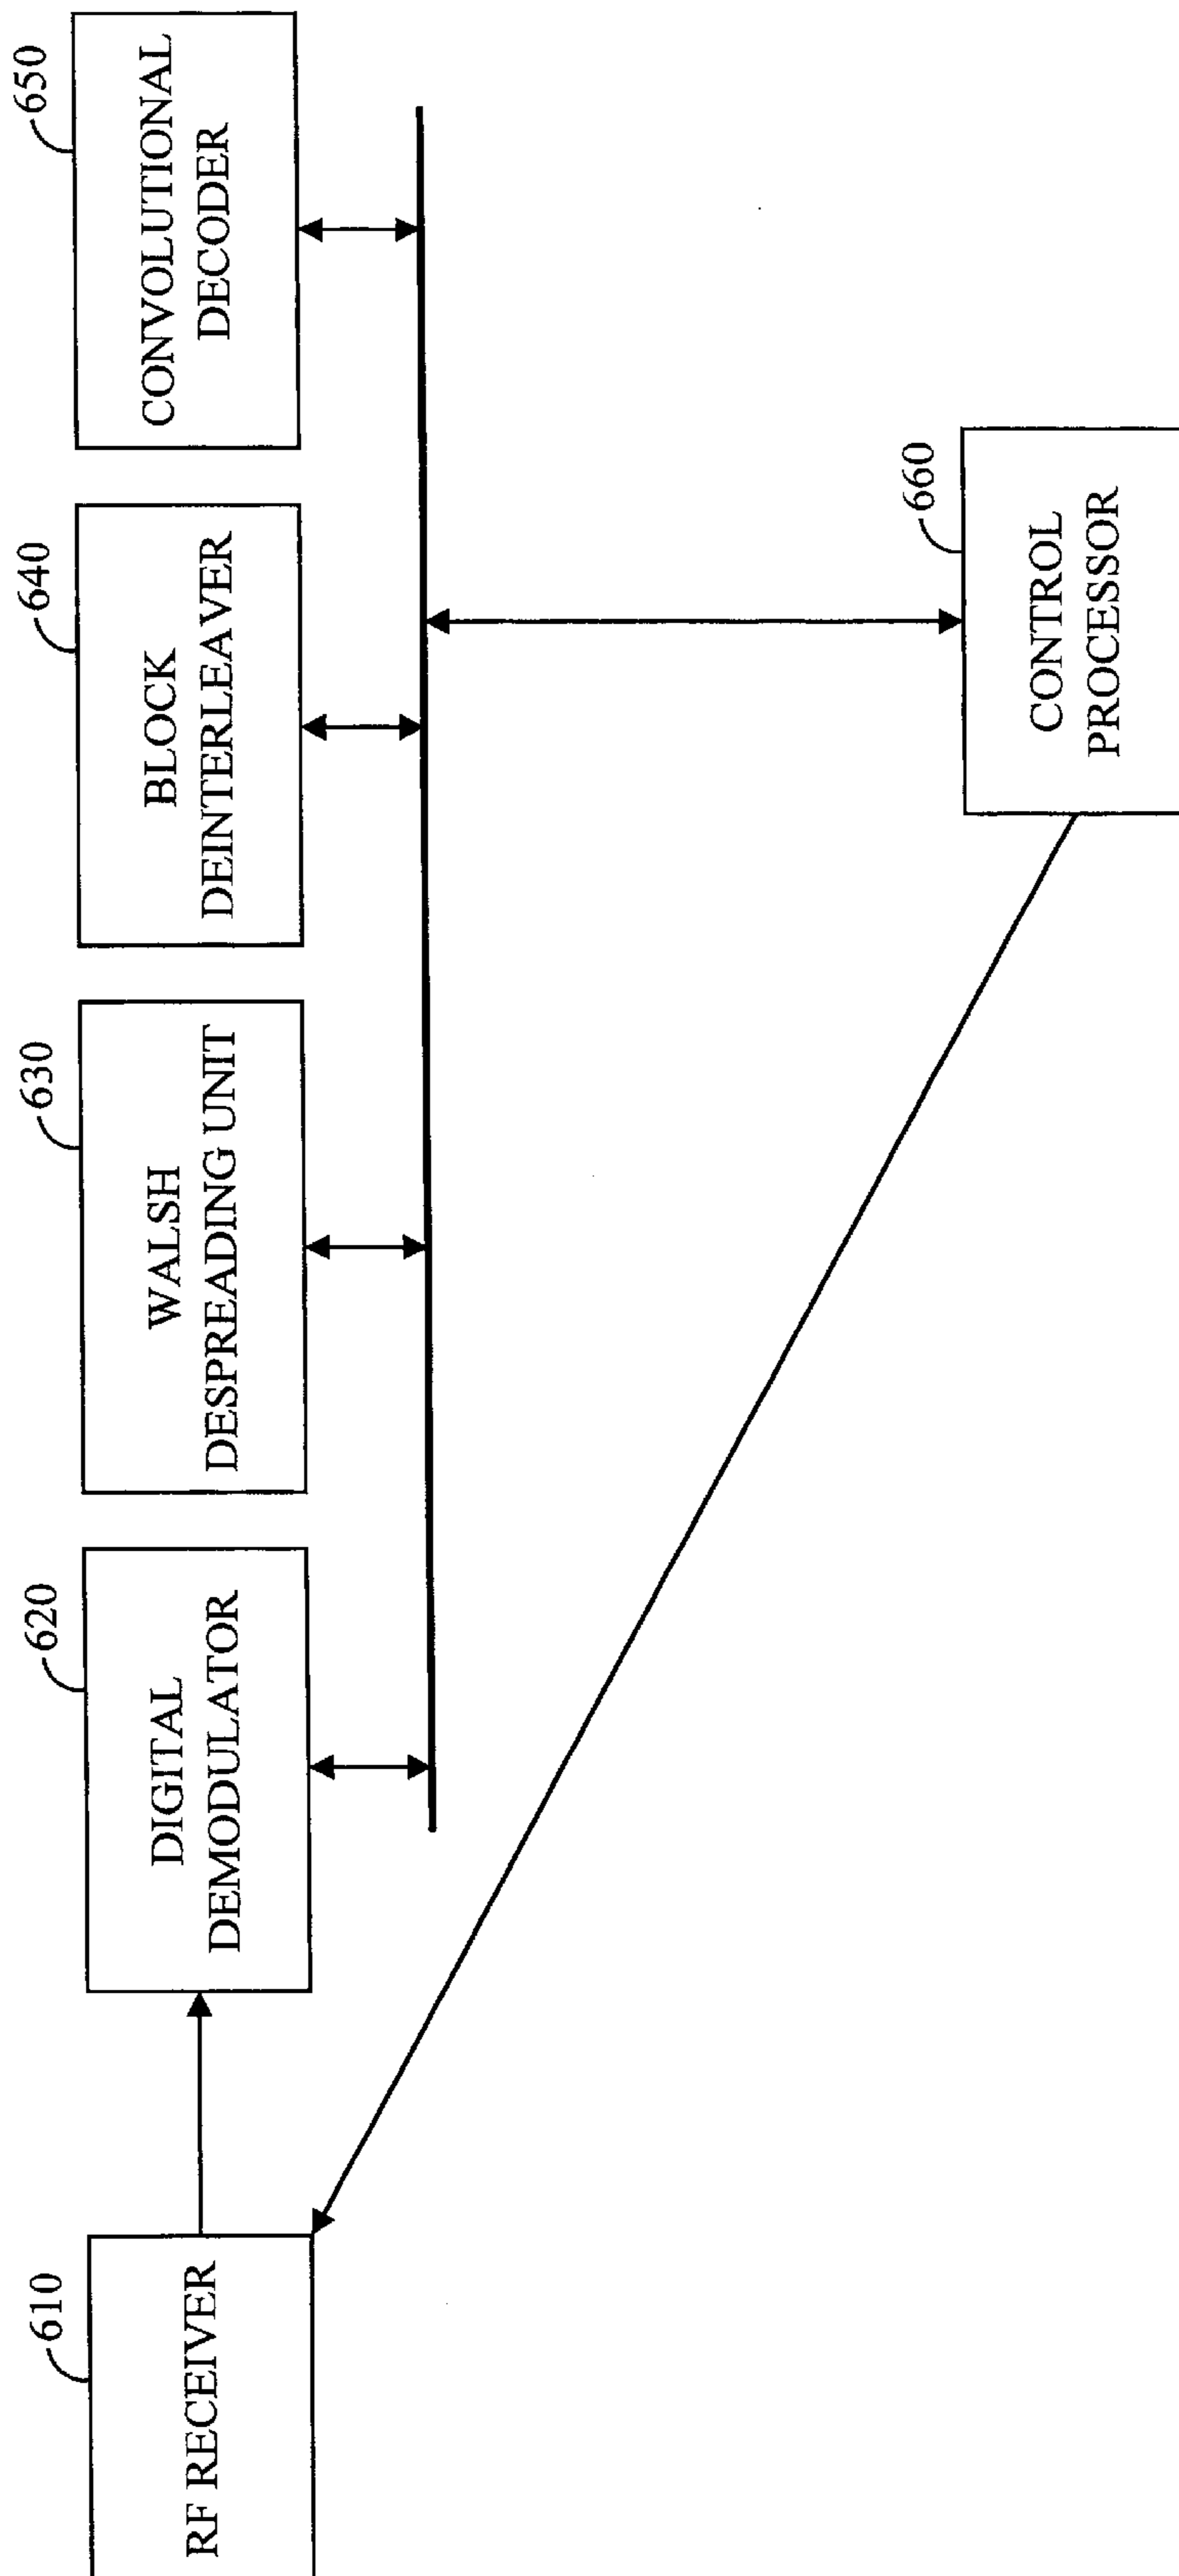 610
RF RECEIVER
620
DIGITAL
DEMODULATOR
630
WALSH
DESPREADING UNIT
640
BLOCK
DEINTERLEAVER
650
CONVOLUTIONAL
DECODER
660
CONTROL
PROCESSOR